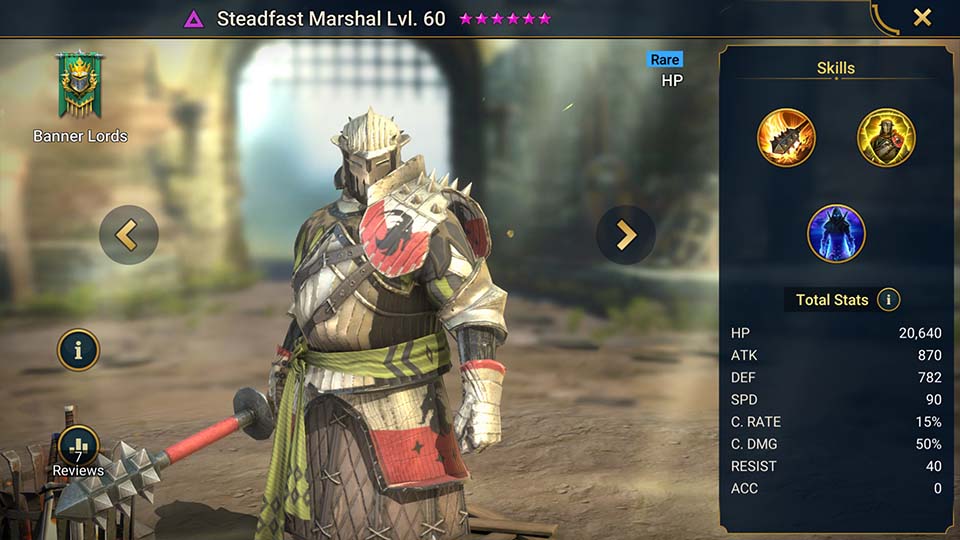 Steadfast Marshal Lvl. 60
Banner Lords
Rare
HP
7
Reviews
Skills
Total Stats
HP 20,640
ATK 870
DEF 782
SPD 90
C. RATE 15%
C. DMG 50%
RESIST 40
ACC 0